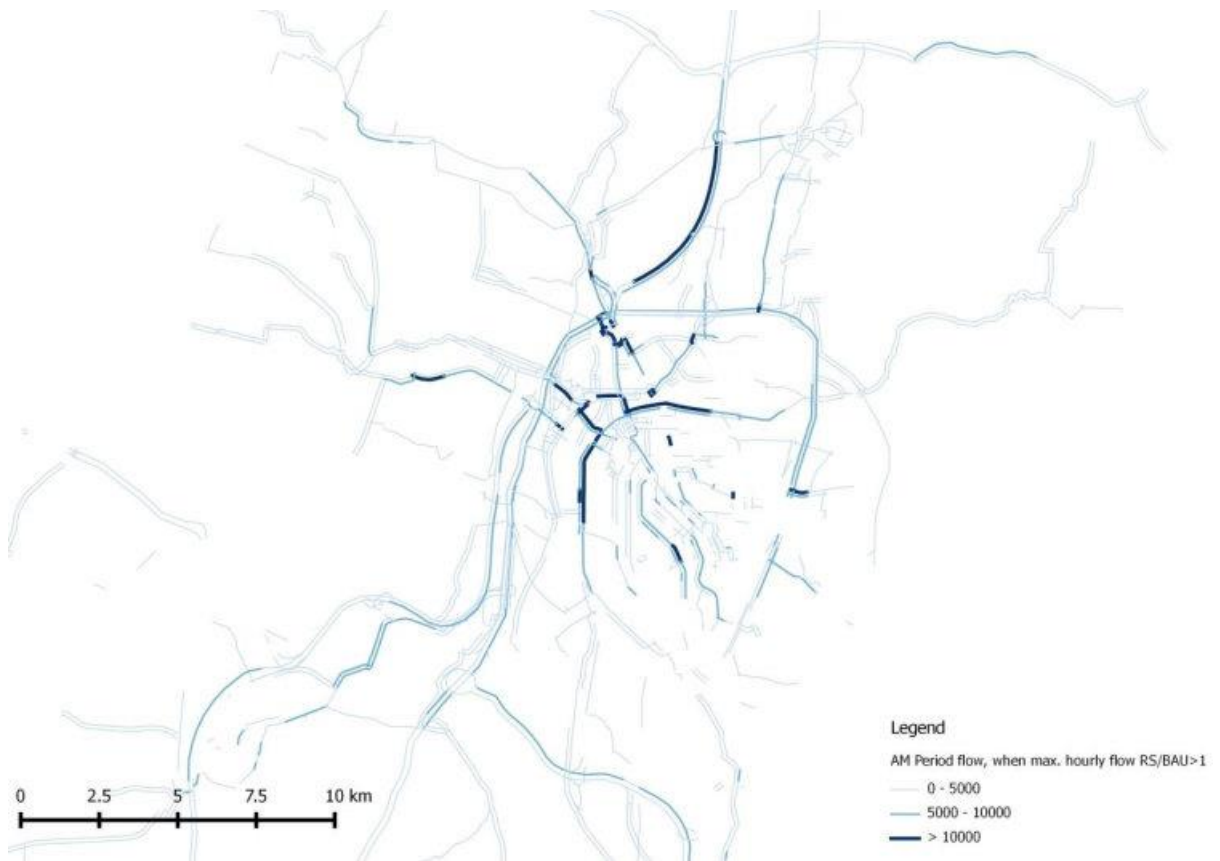 Legend
AM Period flow, when max. hourly flow RS/BAU>1
0 - 5000
5000 - 10000
> 10000
0 2.5 5 7.5 10 km